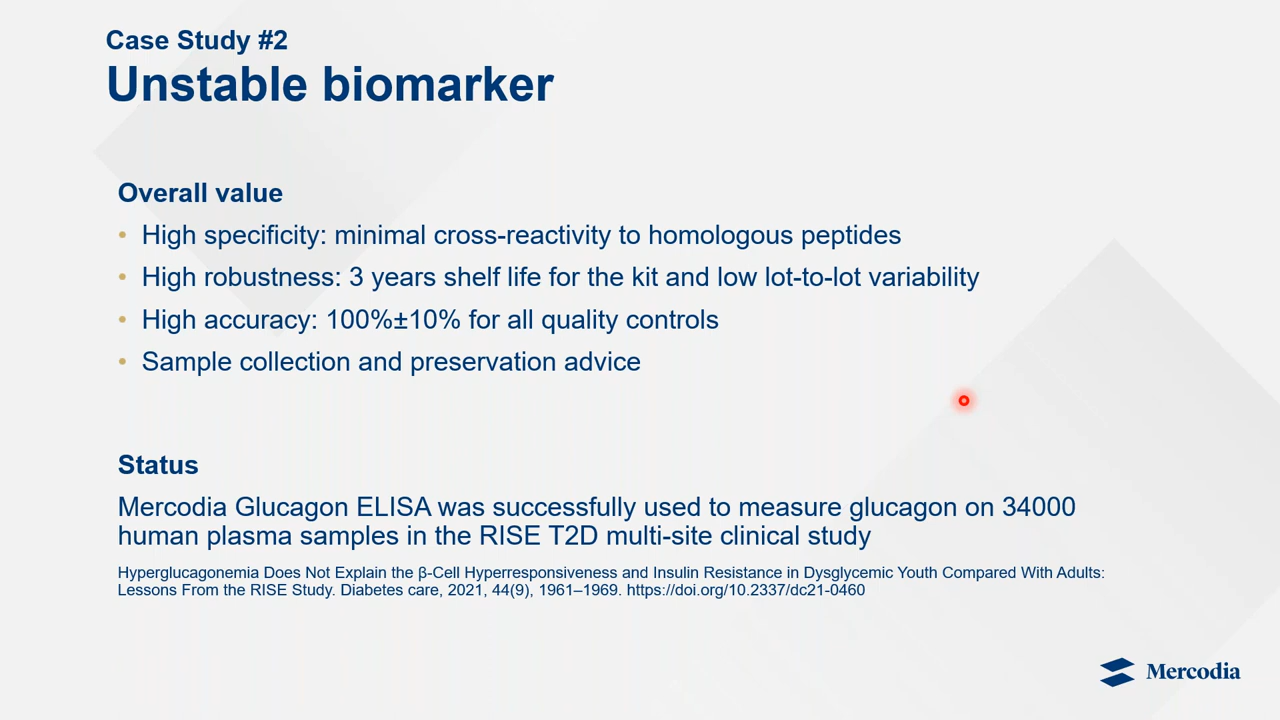 Case Study #2
Unstable biomarker
Overall value
• High specificity: minimal cross-reactivity to homologous peptides
• High robustness: 3 years shelf life for the kit and low lot-to-lot variability
• High accuracy: 100%±10% for all quality controls
• Sample collection and preservation advice
Status
Mercodia Glucagon ELISA was successfully used to measure glucagon on 34000
human plasma samples in the RISE T2D multi-site clinical study
Hyperglucagonemia Does Not Explain the β-Cell Hyperresponsiveness and Insulin Resistance in Dysglycemic Youth Compared With Adults:
Lessons From the RISE Study. Diabetes care, 2021, 44(9), 1961–1969. https://doi.org/10.2337/dc21-0460
Mercodia